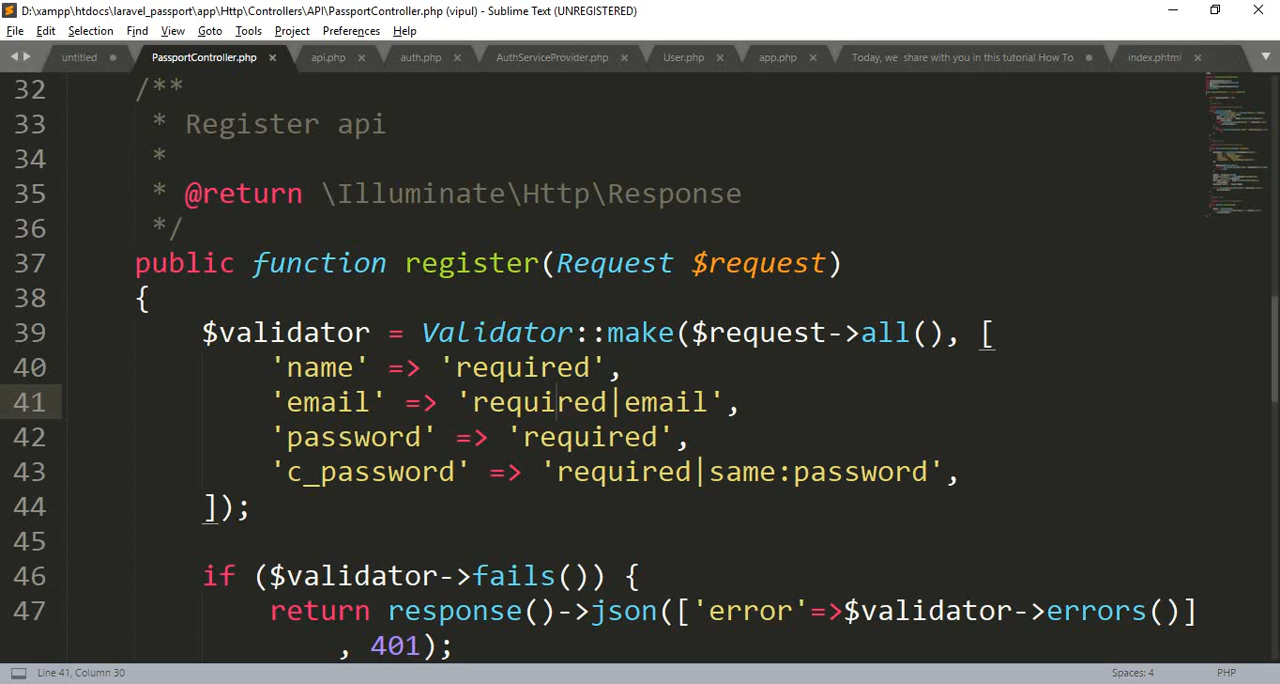 D:\xampp\htdocs\laravel_passport\app\Http\Controllers\API\PassportController.php (vipul) - Sublime Text (UNREGISTERED)
File Edit Selection Find View Goto Tools Project Preferences Help
untitled PassportController.php × api.php × auth.php × AuthServiceProvider.php × User.php × app.php × Today, we share with you in this tutorial How To index.phtml ×
32 /**
33 * Register api
34 *
35 * @return \Illuminate\Http\Response
36 */
37 public function register(Request $request)
38 {
39 $validator = Validator::make($request->all(), [
40 'name' => 'required',
41 'email' => 'required|email',
42 'password' => 'required',
43 'c_password' => 'required|same:password',
44 ]);
45
46 if ($validator->fails()) {
47 return response()->json(['error'=>$validator->errors()]
, 401);
Line 41, Column 30 Spaces: 4 PHP